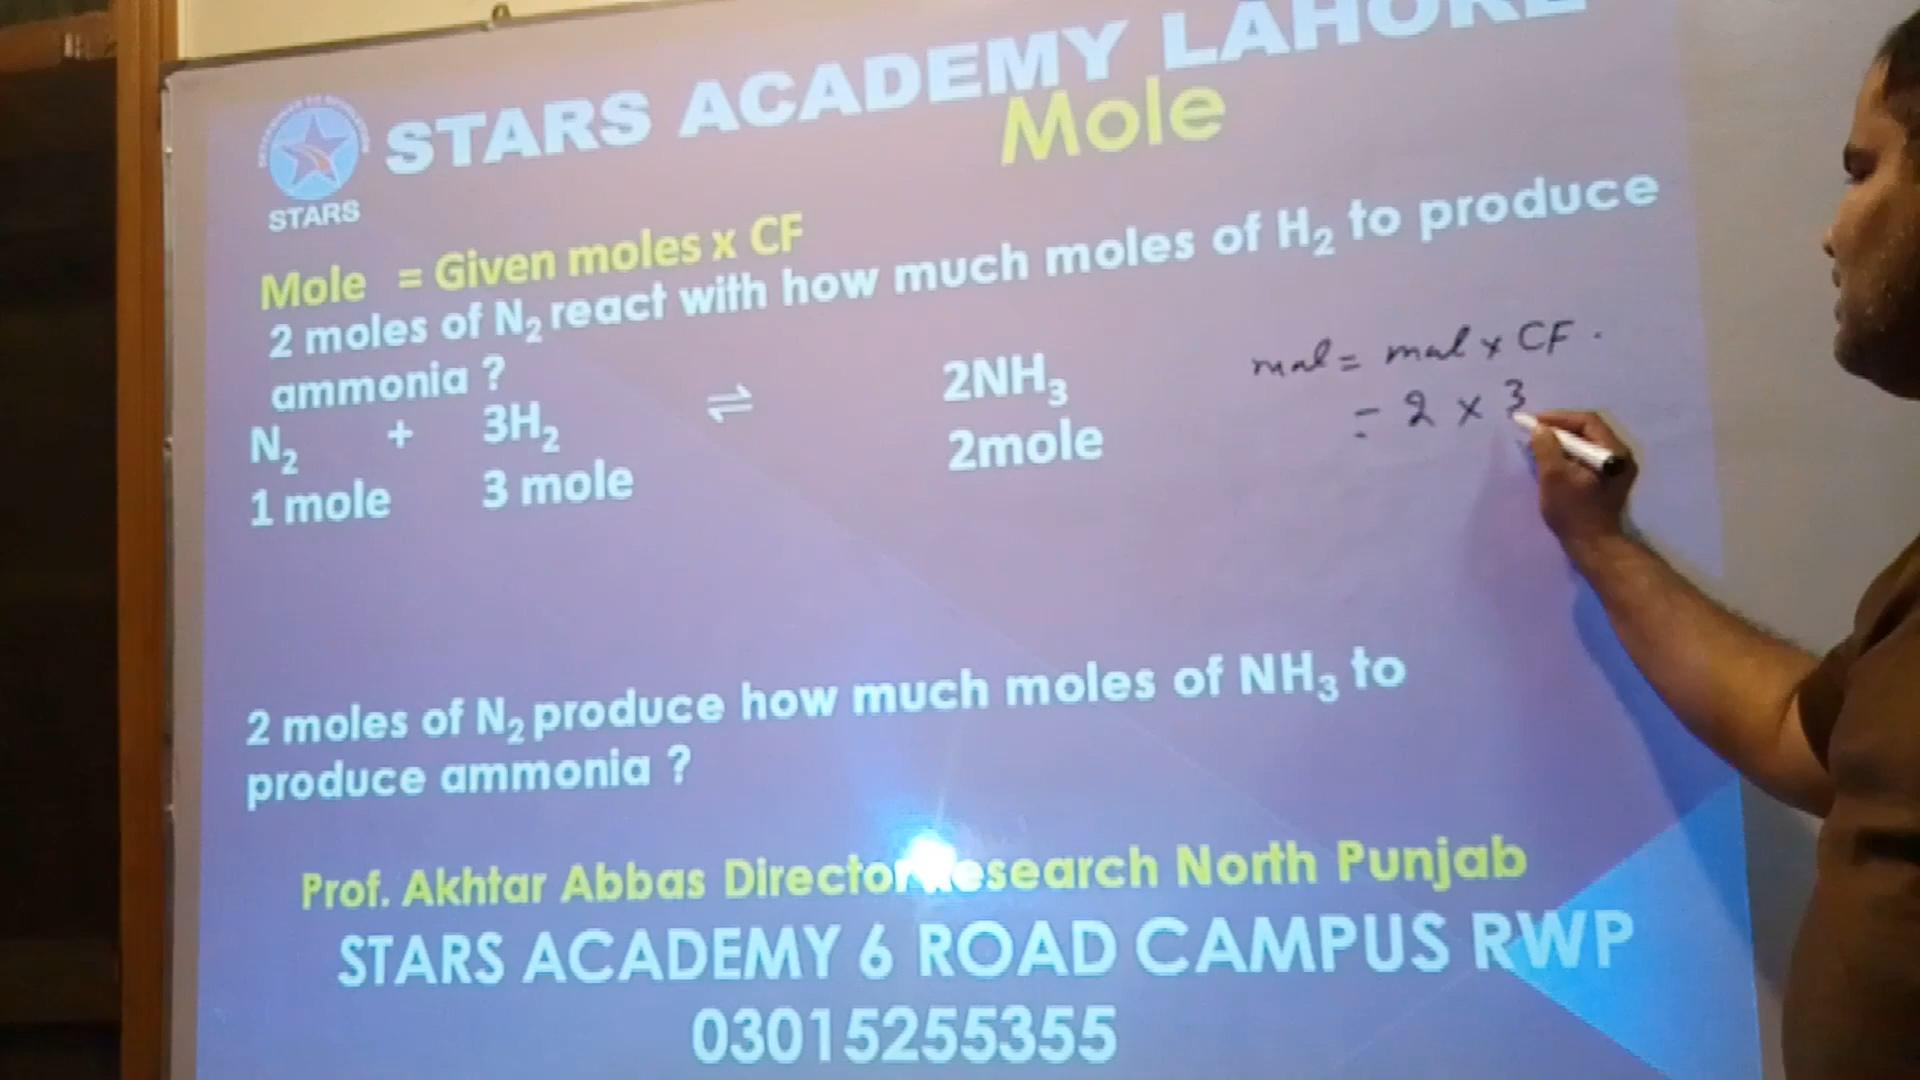 STARS ACADEMY LAHORE
STARS
Mole
Mole = Given moles x CF
2 moles of N₂ react with how much moles of H₂ to produce
ammonia ?
N₂ + 3H₂ ⇌ 2NH₃
1 mole 3 mole 2mole
mol = mol x CF .
= 2 x 3
2 moles of N₂ produce how much moles of NH₃ to
produce ammonia ?
Prof. Akhtar Abbas Director Research North Punjab
STARS ACADEMY 6 ROAD CAMPUS RWP
03015255355